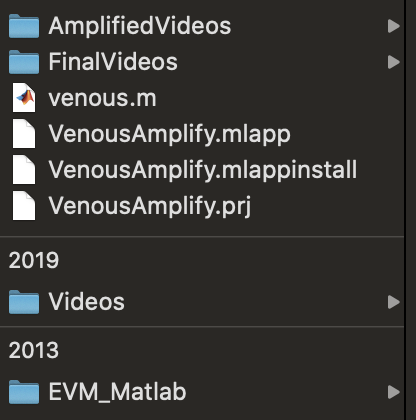 AmplifiedVideos
FinalVideos
venous.m
VenousAmplify.mlapp
VenousAmplify.mlappinstall
VenousAmplify.prj
2019
Videos
2013
EVM_Matlab